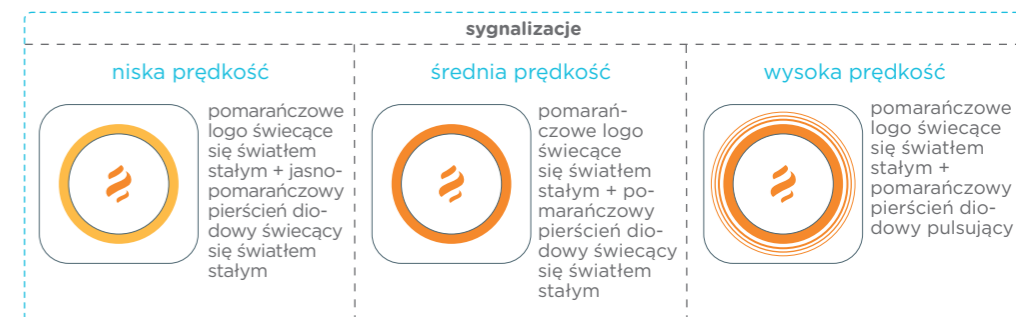 sygnalizacje
niska prędkość
pomarańczowe
logo świecące
się światłem
stałym + jasno-
pomarańczowy
pierścień dio-
dowy świecący
się światłem
stałym
średnia prędkość
pomarań-
czowe logo
świecące
się światłem
stałym + po-
marańczowy
pierścień dio-
dowy świecący
się światłem
stałym
wysoka prędkość
pomarańczowe
logo świecące
się światłem
stałym +
pomarańczowy
pierścień dio-
dowy pulsujący